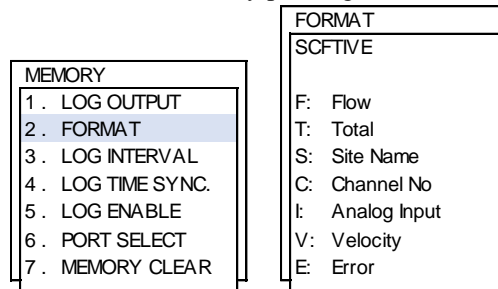 MEMORY
1. LOG OUTPUT
2. FORMAT
3. LOG INTERVAL
4. LOG TIME SYNC.
5. LOG ENABLE
6. PORT SELECT
7. MEMORY CLEAR
FORMAT
SCFTIVE
F: Flow
T: Total
S: Site Name
C: Channel No
I: Analog Input
V: Velocity
E: Error